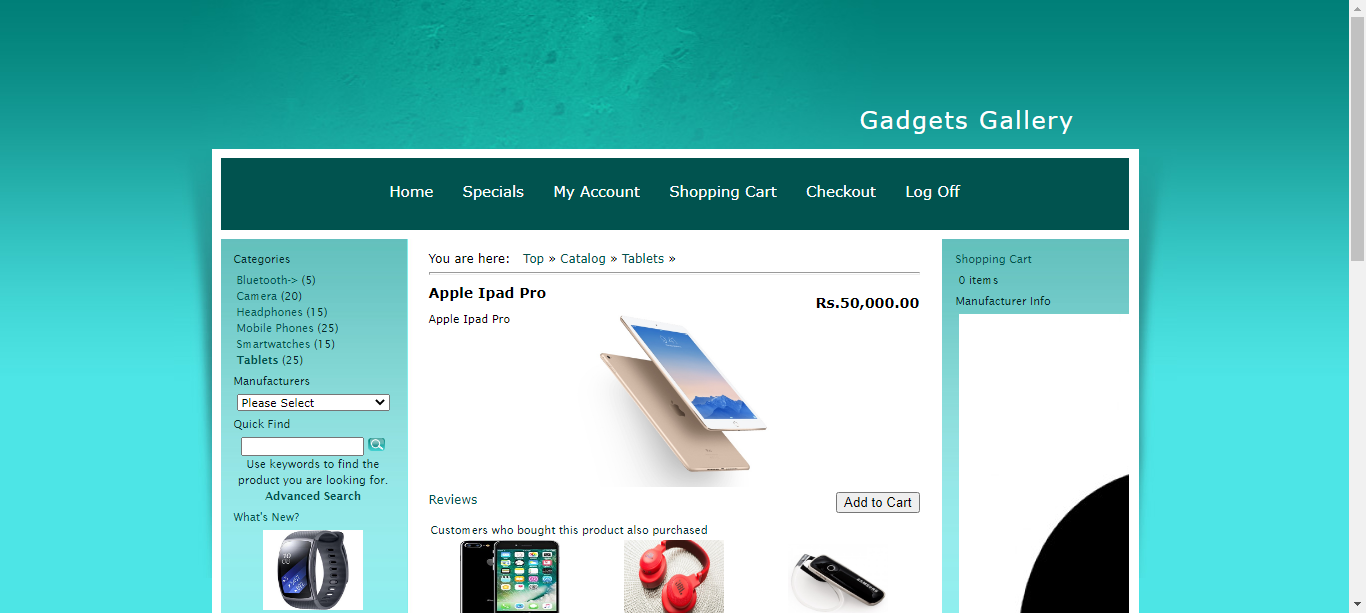 Gadgets Gallery
Home Specials My Account Shopping Cart Checkout Log Off
Categories
Bluetooth-> (5)
Camera (20)
Headphones (15)
Mobile Phones (25)
Smartwatches (15)
Tablets (25)
Manufacturers
Please Select
Quick Find
Use keywords to find the
product you are looking for.
Advanced Search
What's New?
You are here: Top » Catalog » Tablets »
Apple Ipad Pro
Rs.50,000.00
Apple Ipad Pro
Reviews
Add to Cart
Customers who bought this product also purchased
SAMSUNG
Shopping Cart
0 items
Manufacturer Info